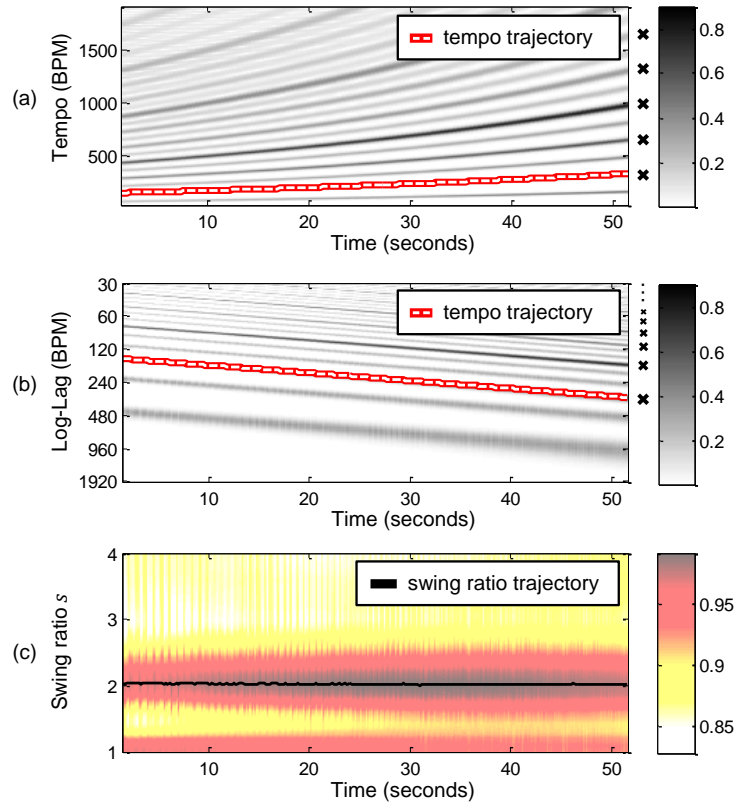 (a)
Tempo (BPM)
1500
1000
500
tempo trajectory
0.8
0.6
0.4
0.2
10 20 30 40 50
Time (seconds)
(b)
Log-Lag (BPM)
30
60
120
240
480
960
1920
tempo trajectory
0.8
0.6
0.4
0.2
10 20 30 40 50
Time (seconds)
(c)
Swing ratio s
4
3
2
1
swing ratio trajectory
0.95
0.9
0.85
10 20 30 40 50
Time (seconds)